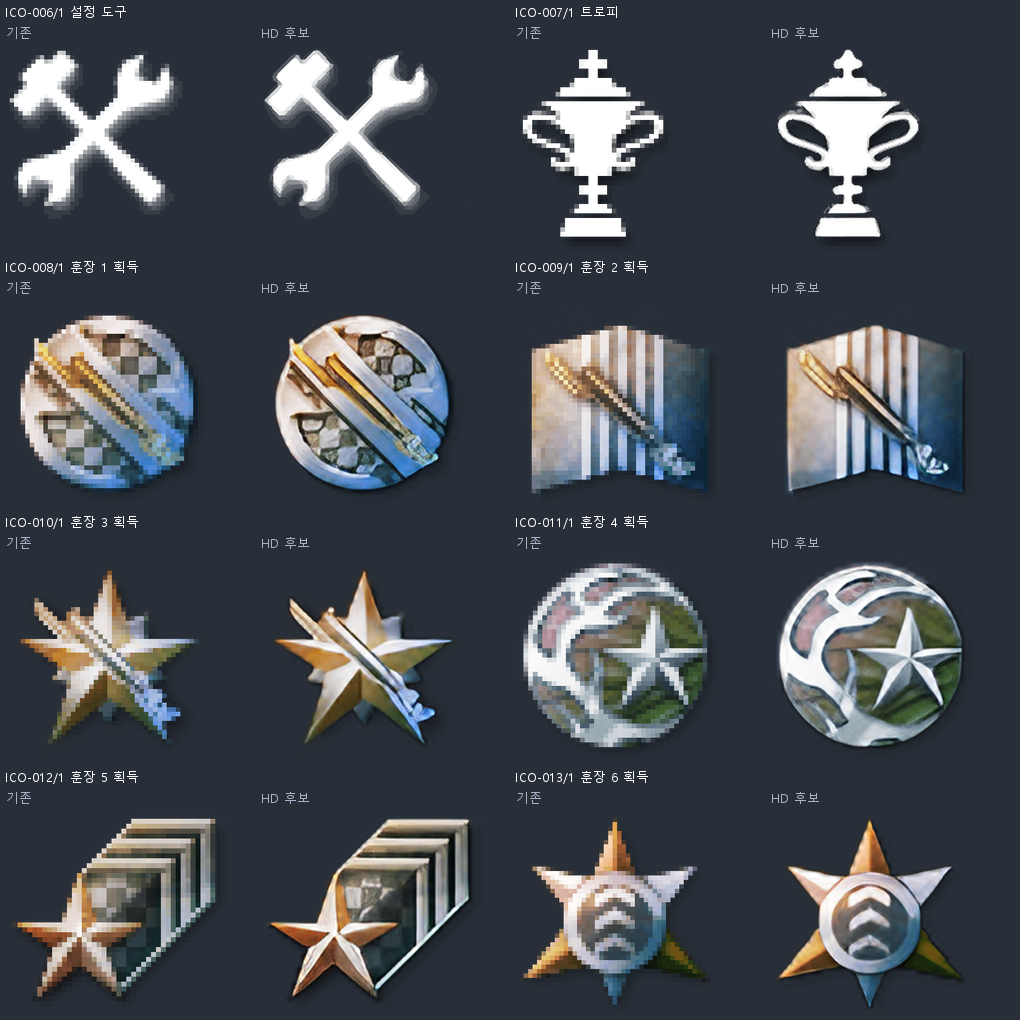 ICO-006/1 설정 도구
기존
HD 후보
ICO-007/1 트로피
기존
HD 후보
ICO-008/1 훈장 1 획득
기존
HD 후보
ICO-009/1 훈장 2 획득
기존
HD 후보
ICO-010/1 훈장 3 획득
기존
HD 후보
ICO-011/1 훈장 4 획득
기존
HD 후보
ICO-012/1 훈장 5 획득
기존
HD 후보
ICO-013/1 훈장 6 획득
기존
HD 후보